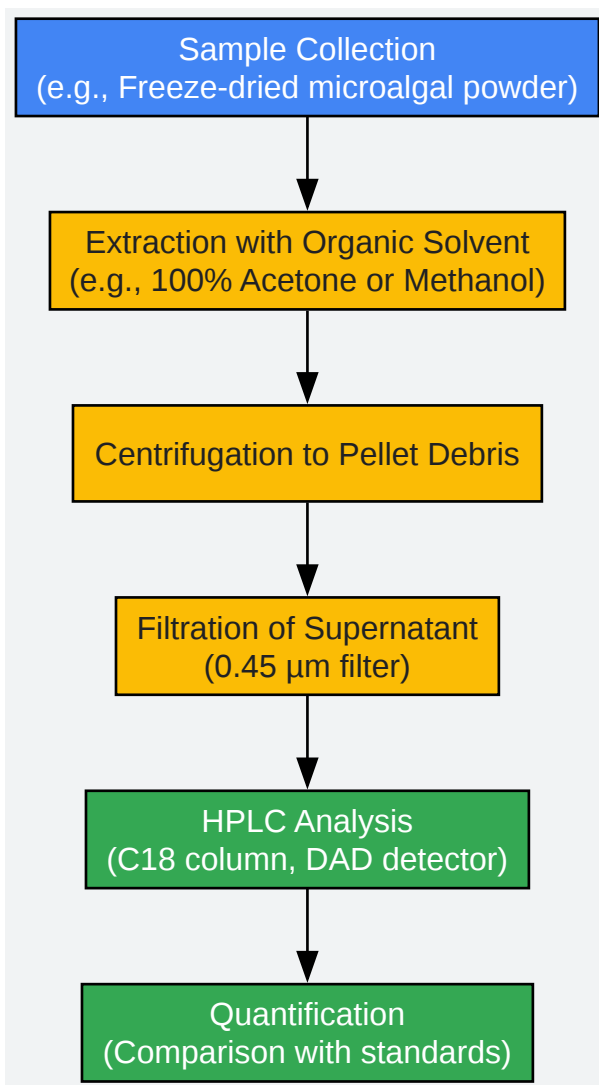 Sample Collection
(e.g., Freeze-dried microalgal powder)
Extraction with Organic Solvent
(e.g., 100% Acetone or Methanol)
Centrifugation to Pellet Debris
Filtration of Supernatant
(0.45 µm filter)
HPLC Analysis
(C18 column, DAD detector)
Quantification
(Comparison with standards)